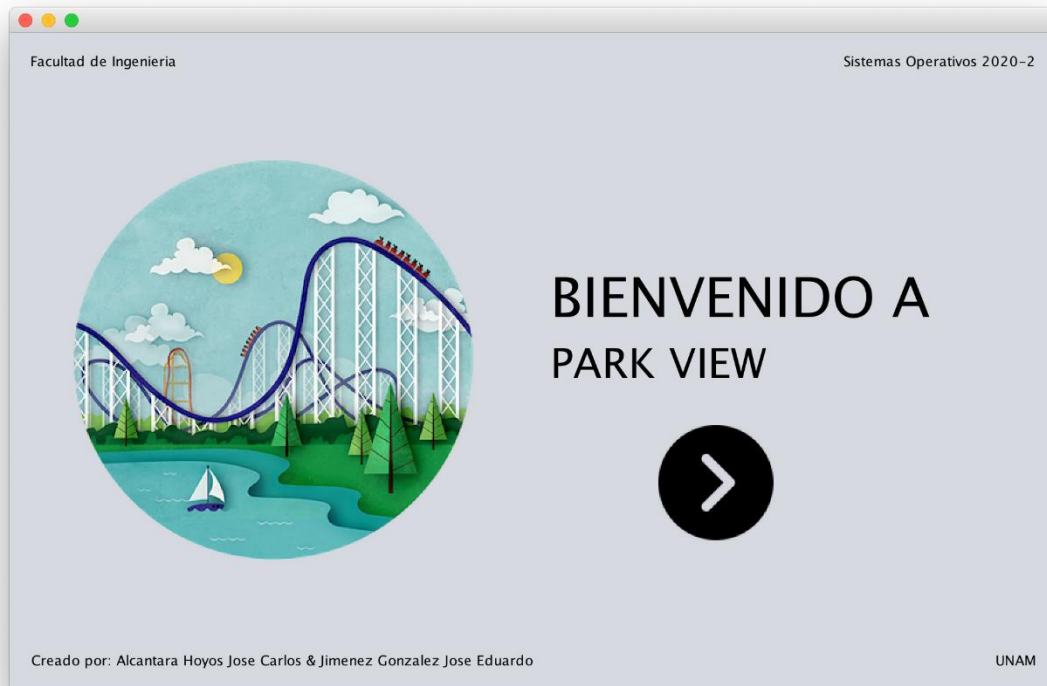 Facultad de Ingenieria
Sistemas Operativos 2020-2
BIENVENIDO A
PARK VIEW
Creado por: Alcantara Hoyos Jose Carlos & Jimenez Gonzalez Jose Eduardo
UNAM